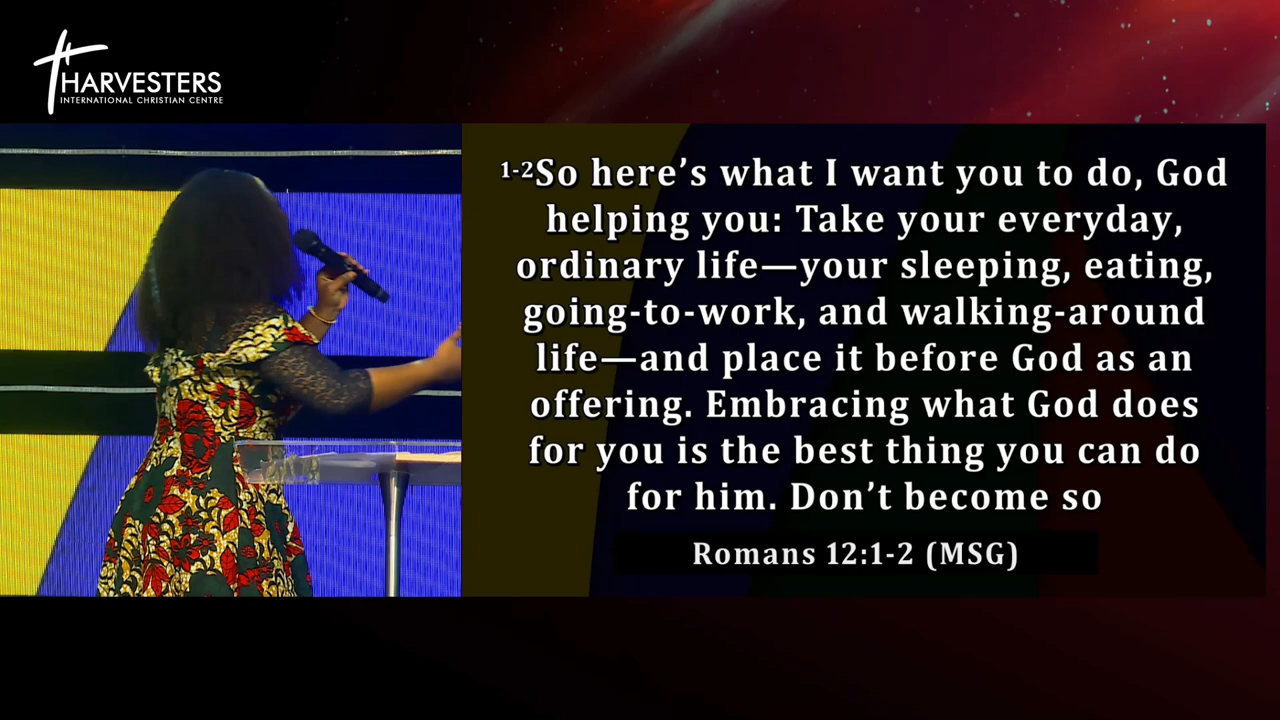 HARVESTERS
INTERNATIONAL CHRISTIAN CENTRE
1-2So here’s what I want you to do, God
helping you: Take your everyday,
ordinary life—your sleeping, eating,
going-to-work, and walking-around
life—and place it before God as an
offering. Embracing what God does
for you is the best thing you can do
for him. Don’t become so
Romans 12:1-2 (MSG)